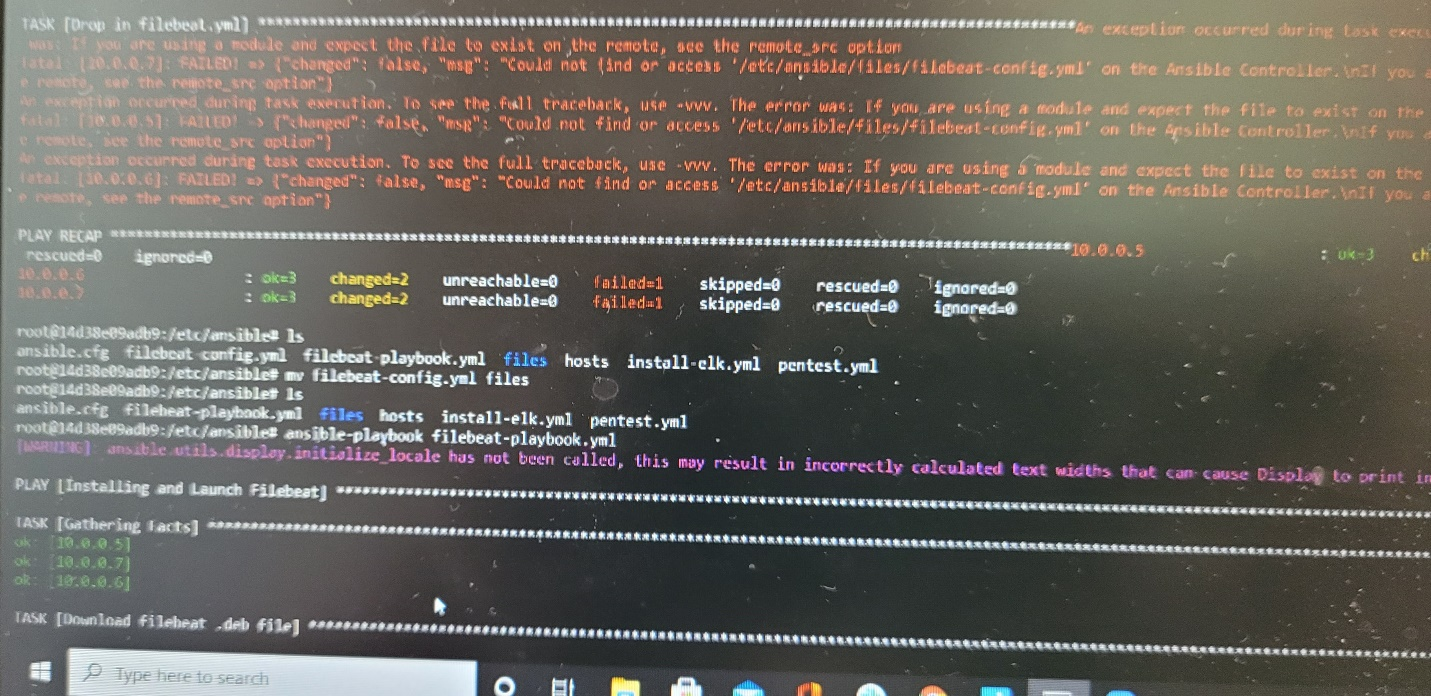 TASK [Drop in filebeat.yml] ****************************************************************************************An exception occurred during task execu
was: If you are using a module and expect the file to exist on the remote, see the remote_src option
fatal: [10.0.0.7]: FAILED! => {"changed": false, "msg": "Could not find or access '/etc/ansible/files/filebeat-config.yml' on the Ansible Controller.\nIf you a
e remote, see the remote_src option"}
An exception occurred during task execution. To see the full traceback, use -vvv. The error was: If you are using a module and expect the file to exist on the
fatal: [10.0.0.5]: FAILED! => {"changed": false, "msg": "Could not find or access '/etc/ansible/files/filebeat-config.yml' on the Ansible Controller.\nIf you a
e remote, see the remote_src option"}
An exception occurred during task execution. To see the full traceback, use -vvv. The error was: If you are using a module and expect the file to exist on the
fatal: [10.0.0.6]: FAILED! => {"changed": false, "msg": "Could not find or access '/etc/ansible/files/filebeat-config.yml' on the Ansible Controller.\nIf you a
e remote, see the remote_src option"}
PLAY RECAP *********************************************************************************************************10.0.0.5 : ok=3 ch
rescued=0 ignored=0
10.0.0.6 : ok=3 changed=2 unreachable=0 failed=1 skipped=0 rescued=0 ignored=0
10.0.0.7 : ok=3 changed=2 unreachable=0 failed=1 skipped=0 rescued=0 ignored=0
root@14d38e09adb9:/etc/ansible# ls
ansible.cfg filebeat-config.yml filebeat-playbook.yml files hosts install-elk.yml pentest.yml
root@14d38e09adb9:/etc/ansible# mv filebeat-config.yml files
root@14d38e09adb9:/etc/ansible# ls
ansible.cfg filebeat-playbook.yml files hosts install-elk.yml pentest.yml
root@14d38e09adb9:/etc/ansible# ansible-playbook filebeat-playbook.yml
[WARNING]: ansible.utils.display.initialize_locale has not been called, this may result in incorrectly calculated text widths that can cause Display to print in
PLAY [Installing and Launch Filebeat] ******************************************************************************
TASK [Gathering Facts] *********************************************************************************************
ok: [10.0.0.5]
ok: [10.0.0.7]
ok: [10.0.0.6]
TASK [Download filebeat .deb file] *********************************************************************************
Type here to search